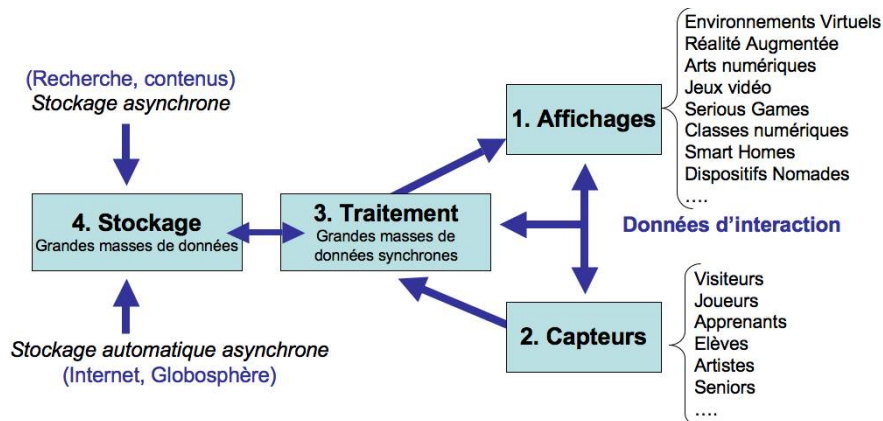 (Recherche, contenus)
Stockage asynchrone
4. Stockage
Grandes masses de données
Stockage automatique asynchrone
(Internet, Globosphère)
3. Traitement
Grandes masses de
données synchrones
1. Affichages
Environnements Virtuels
Réalité Augmentée
Arts numériques
Jeux vidéo
Serious Games
Classes numériques
Smart Homes
Dispositifs Nomades
….
Données d’interaction
2. Capteurs
Visiteurs
Joueurs
Apprenants
Elèves
Artistes
Seniors
….